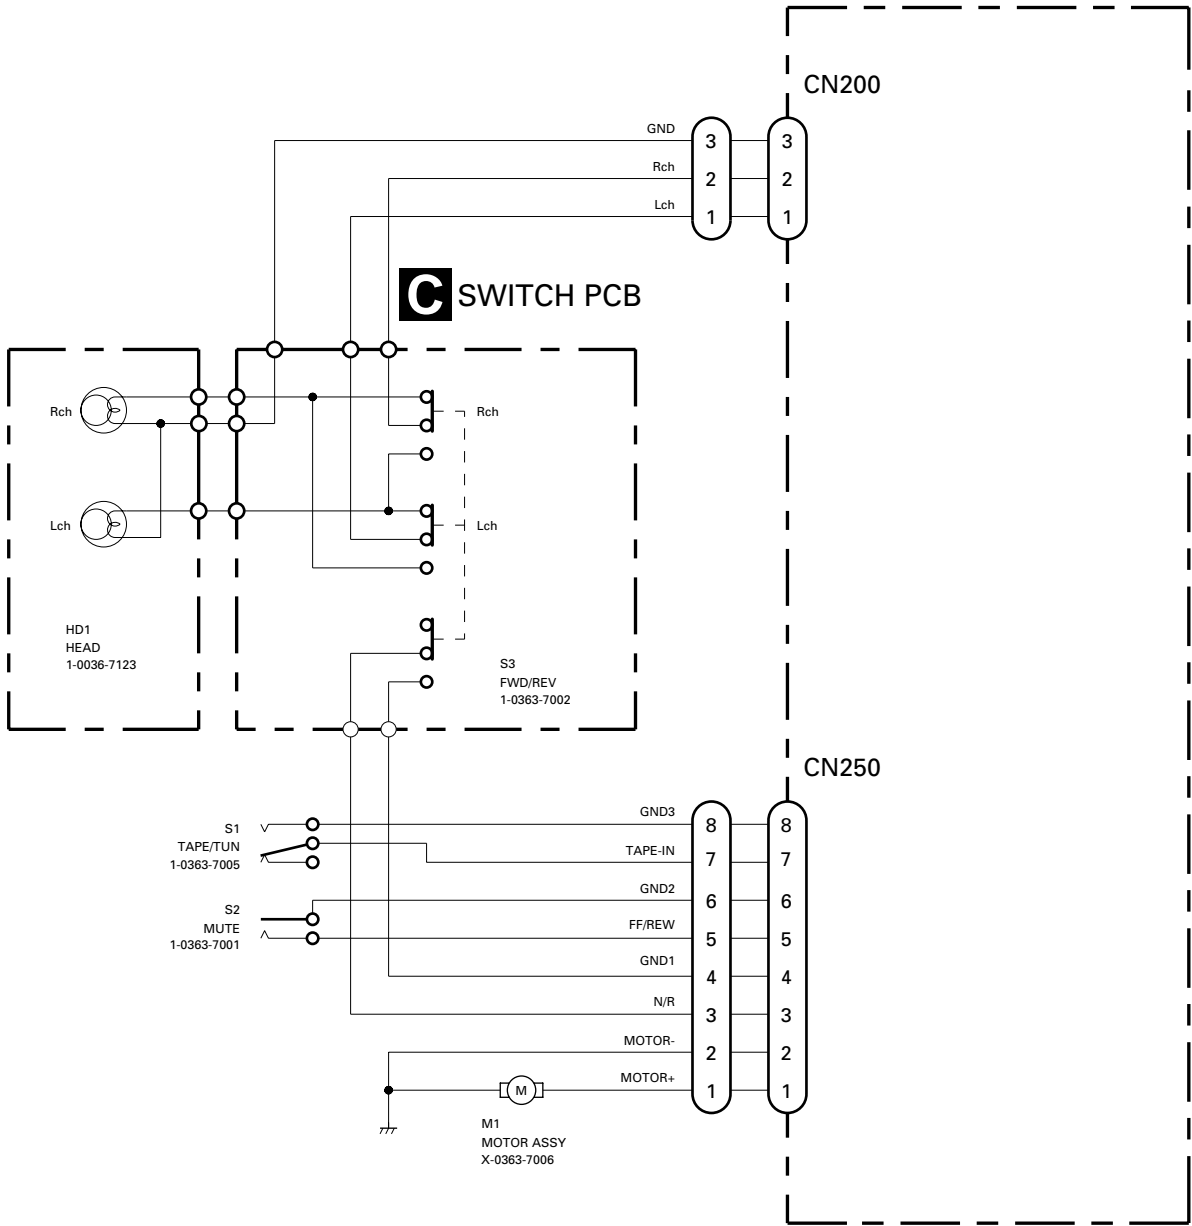 CN200
GND
3
3
Rch
2
2
Lch
1
1
C SWITCH PCB
Rch
Rch
Lch
Lch
HD1
HEAD
1-0036-7123
S3
FWD/REV
1-0363-7002
CN250
GND3
8
8
S1
TAPE/TUN
1-0363-7005
TAPE-IN
7
7
GND2
6
6
S2
MUTE
1-0363-7001
FF/REW
5
5
GND1
4
4
N/R
3
3
MOTOR-
2
2
MOTOR+
M
1
1
M1
MOTOR ASSY
X-0363-7006